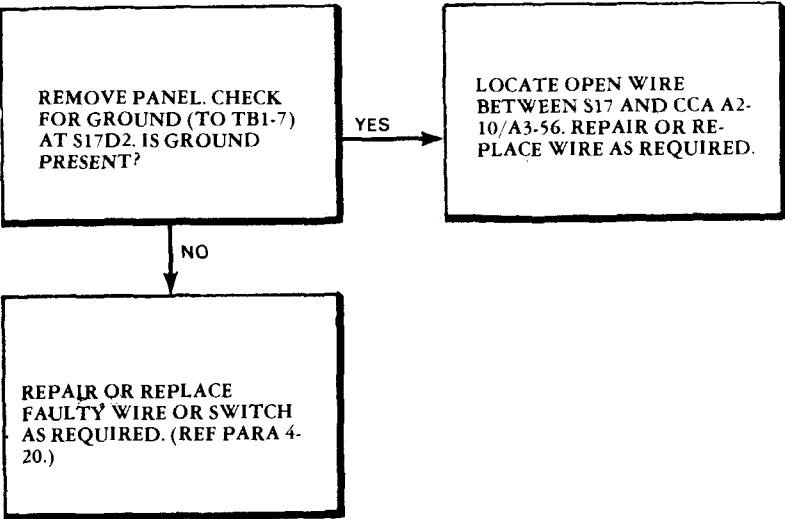 REMOVE PANEL. CHECK
FOR GROUND (TO TB1-7)
AT S17D2. IS GROUND
PRESENT?
YES
LOCATE OPEN WIRE
BETWEEN S17 AND CCA A2-
10/A3-56. REPAIR OR RE-
PLACE WIRE AS REQUIRED.
NO
REPAIR OR REPLACE
FAULTY WIRE OR SWITCH
AS REQUIRED. (REF PARA 4-
20.)